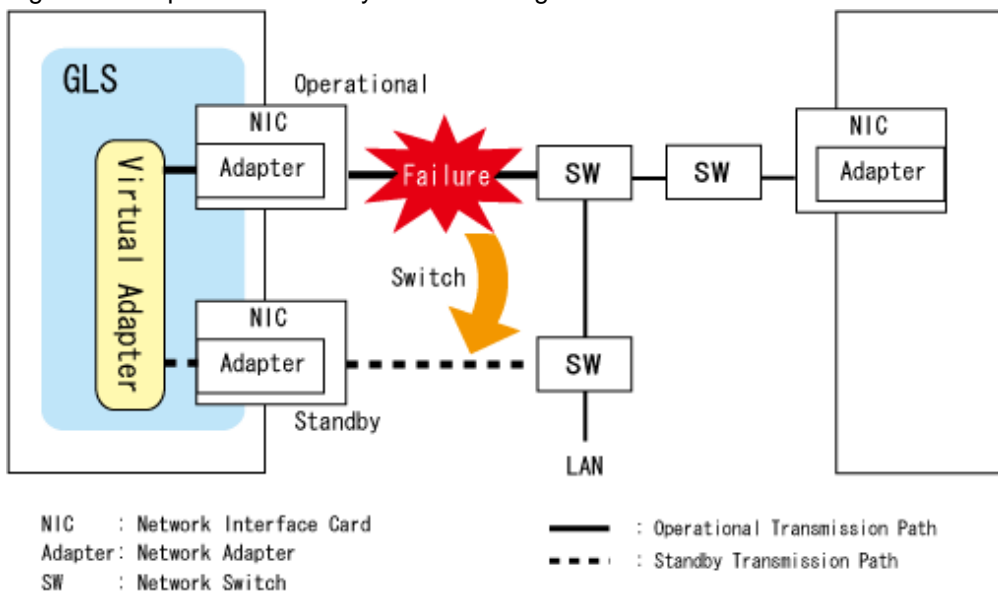 GLS
Operational
NIC
Adapter
Virtual Adapter
Failure
SW
SW
NIC
Adapter
Switch
NIC
Adapter
Standby
SW
LAN
NIC : Network Interface Card
Adapter: Network Adapter
SW : Network Switch
: Operational Transmission Path
: Standby Transmission Path